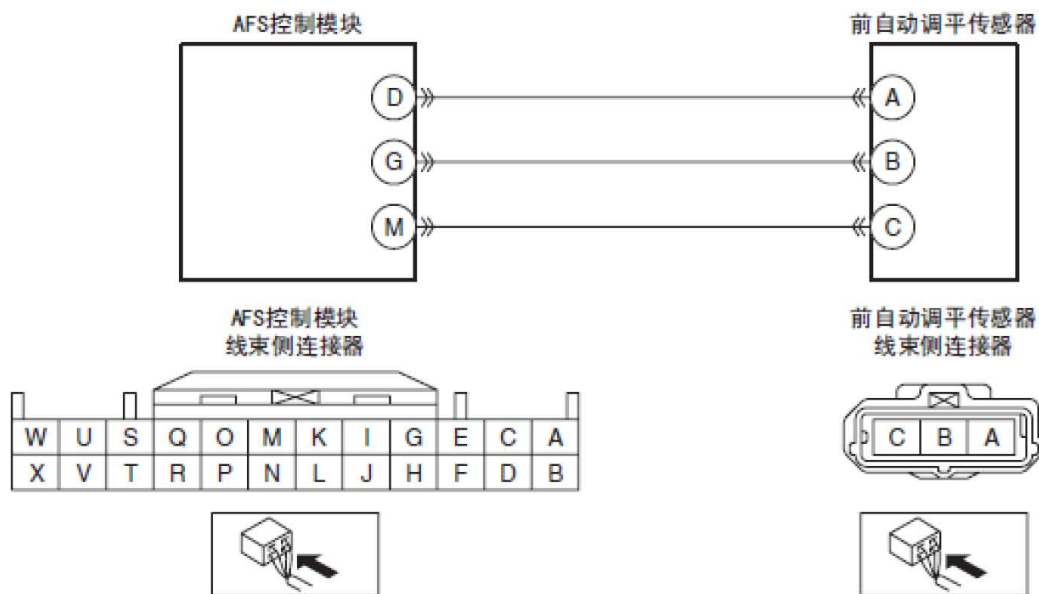 AFS控制模块 前自动调平传感器
D A
G B
M C
AFS控制模块 前自动调平传感器
线束侧连接器 线束侧连接器
W U S Q O M K I G E C A
C B A
X V T R P N L J H F D B